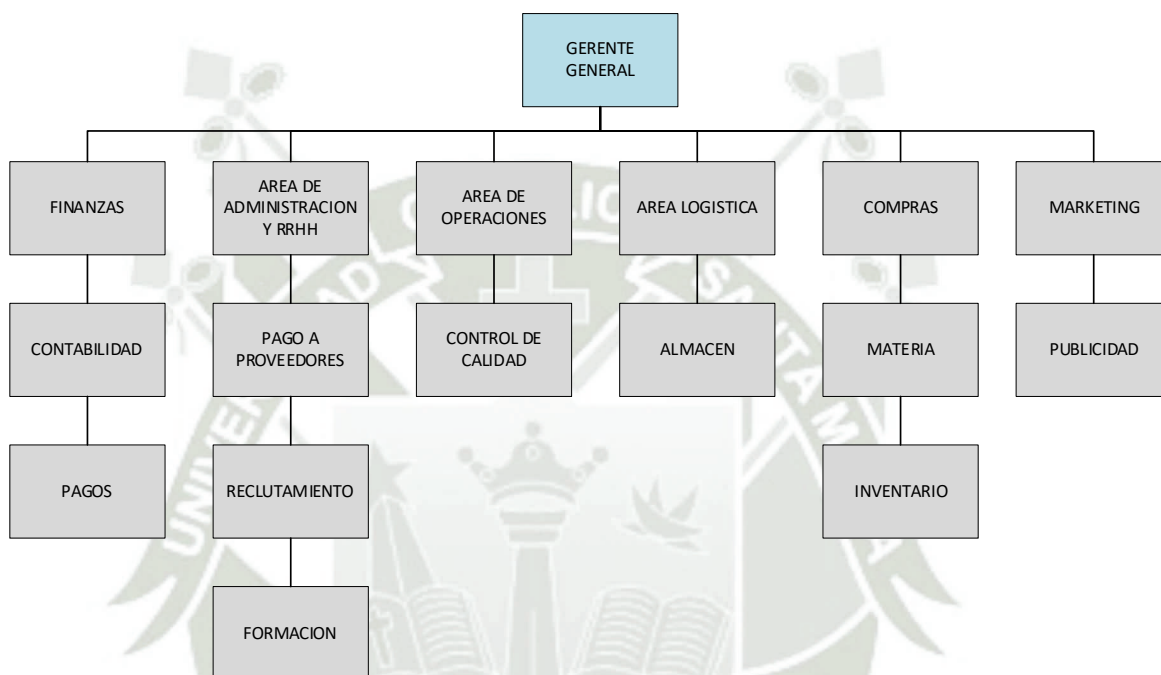 GERENTE
GENERAL
FINANZAS
AREA DE
ADMINISTRACION
Y RRHH
AREA DE
OPERACIONES
AREA LOGISTICA
COMPRAS
MARKETING
CONTABILIDAD
PAGO A
PROVEEDORES
CONTROL DE
CALIDAD
ALMACEN
MATERIA
PUBLICIDAD
PAGOS
RECLUTAMIENTO
INVENTARIO
FORMACION